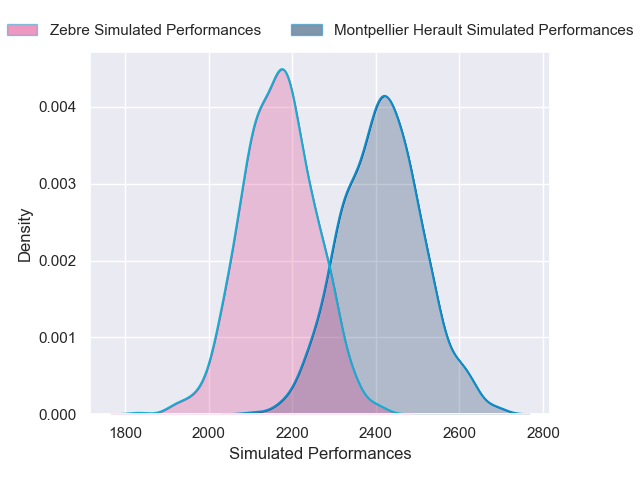 Zebre Simulated Performances Montpellier Herault Simulated Performances
0.004
0.003
0.002
0.001
0.000
Density
1800 2000 2200 2400 2600 2800
Simulated Performances